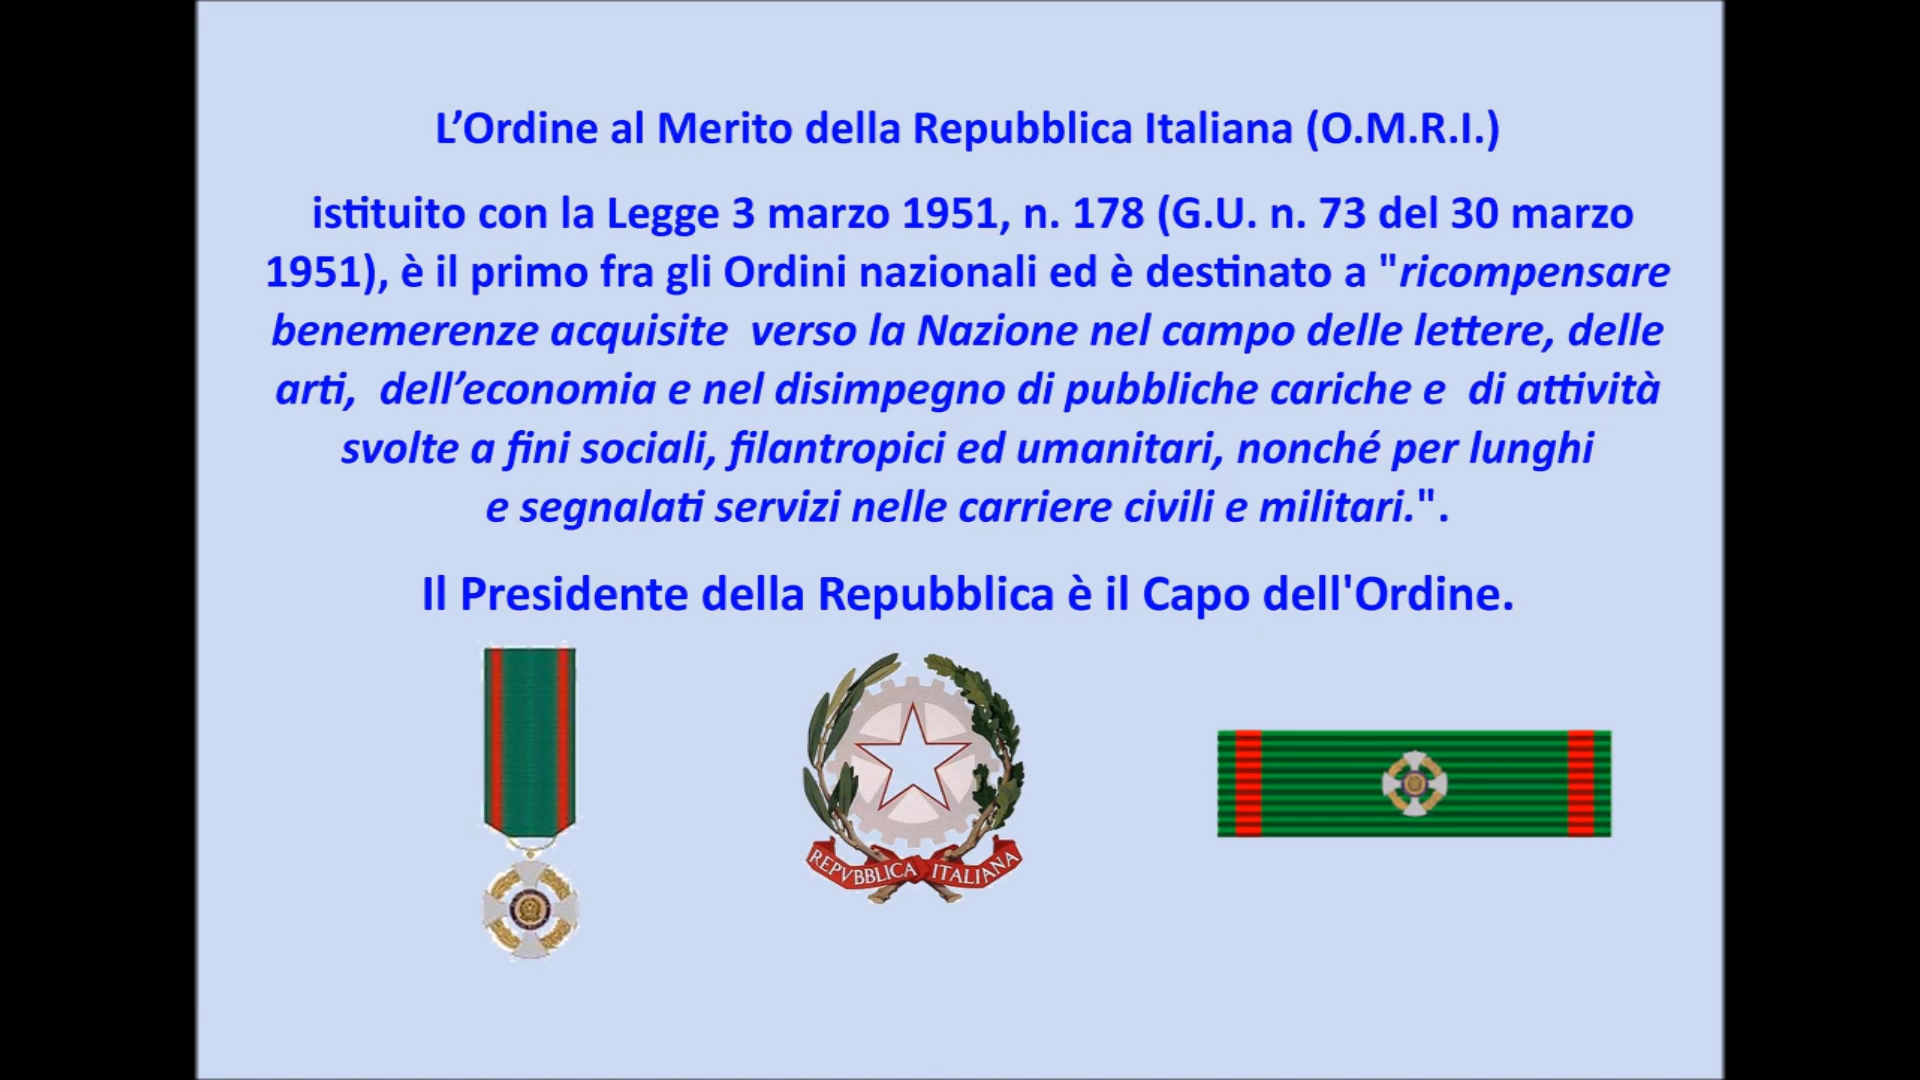 L’Ordine al Merito della Repubblica Italiana (O.M.R.I.)
istituito con la Legge 3 marzo 1951, n. 178 (G.U. n. 73 del 30 marzo
1951), è il primo fra gli Ordini nazionali ed è destinato a "ricompensare
benemerenze acquisite  verso la Nazione nel campo delle lettere, delle
arti,  dell’economia e nel disimpegno di pubbliche cariche e  di attività
svolte a fini sociali, filantropici ed umanitari, nonché per lunghi
e segnalati servizi nelle carriere civili e militari.".
Il Presidente della Repubblica è il Capo dell'Ordine.
REPVBBLICA ITALIANA